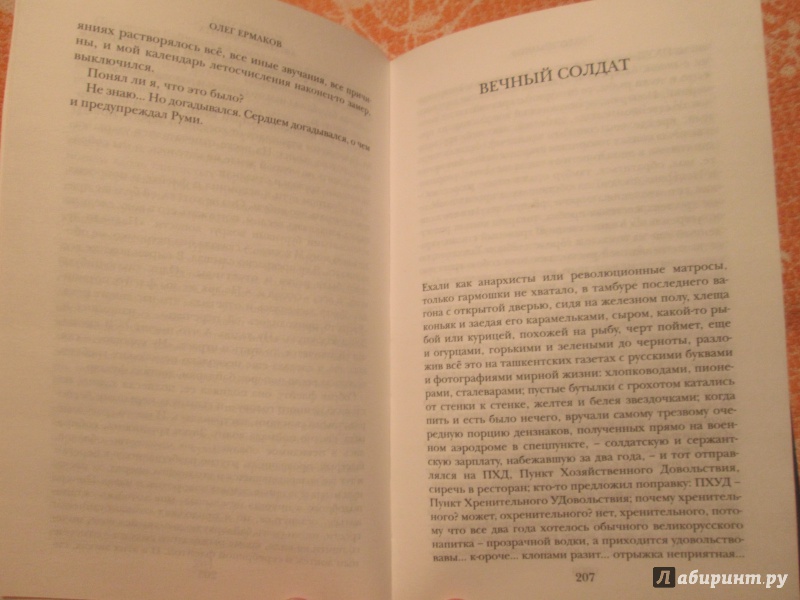 ОЛЕГ ЕРМАКОВ
яниях растворялось всё, все иные звучания, все причи
ны, и мой календарь летосчисления наконец-то завер,
выключился.
Понял ли я, что это было?
Не знаю... Но догадывался. Сердцем догадывался, о чем
и предупреждал Руми.
ВЕЧНЫЙ СОЛДАТ
Ехали как анархисты или революционные матросы,
только гармошки не хватало, в тамбуре последнего ва-
гона с открытой дверью, сидя на железном полу, хлеща
коньяк и заедая его карамельками, сыром, какой-то ры-
бой или курицей, похожей на рыбу, черт поймет, еще
и огурцами, горькими и зелеными до черноты, разло-
жив всё это на ташкентских газетах с русскими буквами
и фотографиями мирной жизни: хлопководами, пионе-
рами, сталеварами; пустые бутылки с грохотом катались
от стенки к стенке, желтея и белея звездочками; когда
пить и есть было нечего, вручали самому трезвому оче-
редную порцию дензнаков, полученных прямо на воен-
ном аэродроме в спецпункте, – солдатскую и сержант-
скую зарплату, набежавшую за два года, – и тот отправ-
лялся на ПХД, Пункт Хозяйственного Довольствия,
сиречь в ресторан; кто-то предложил поправку: ПХУД –
Пункт Хренительного УДовольствия; почему хренитель-
ного? может, охренительного? нет, хренительного, пото-
му что все два года хотелось обычного великорусского
напитка – прозрачной водки, а приходится удовольство-
вавы... к-ороче... клопами разит... отрыжка неприятная...
207
Лабиринт.ру